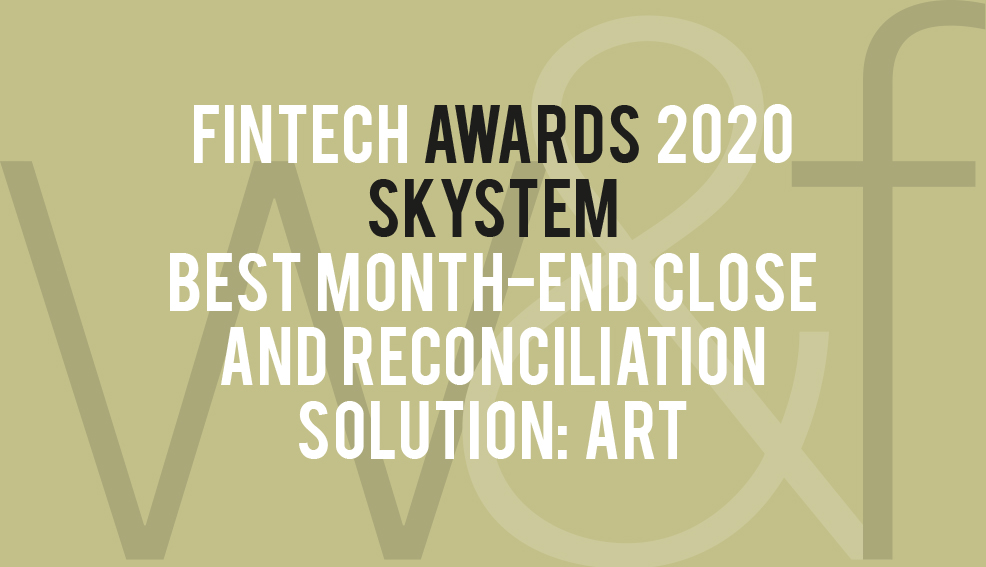 W&f
FINTECH AWARDS 2020
SKYSTEM
BEST MONTH-END CLOSE
AND RECONCILIATION
SOLUTION: ART